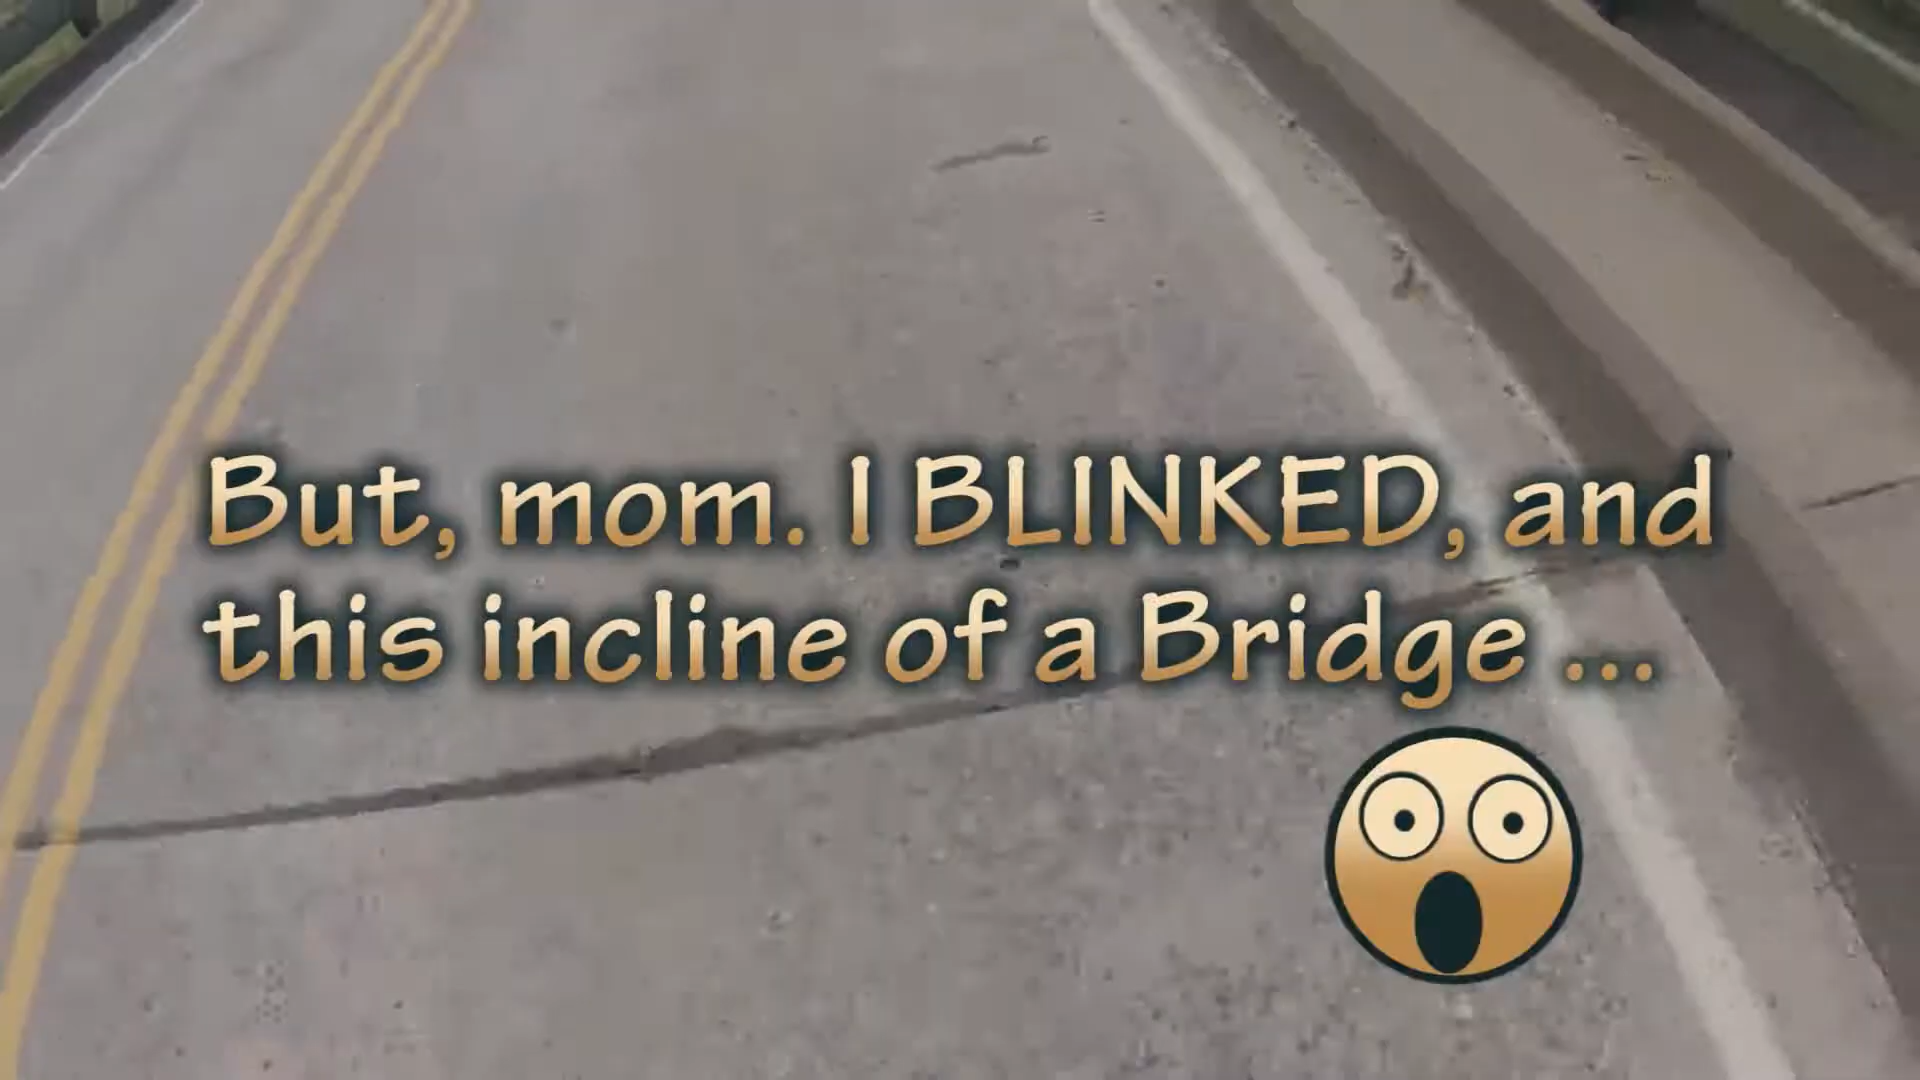 But, mom. I BLINKED, and
this incline of a Bridge ...